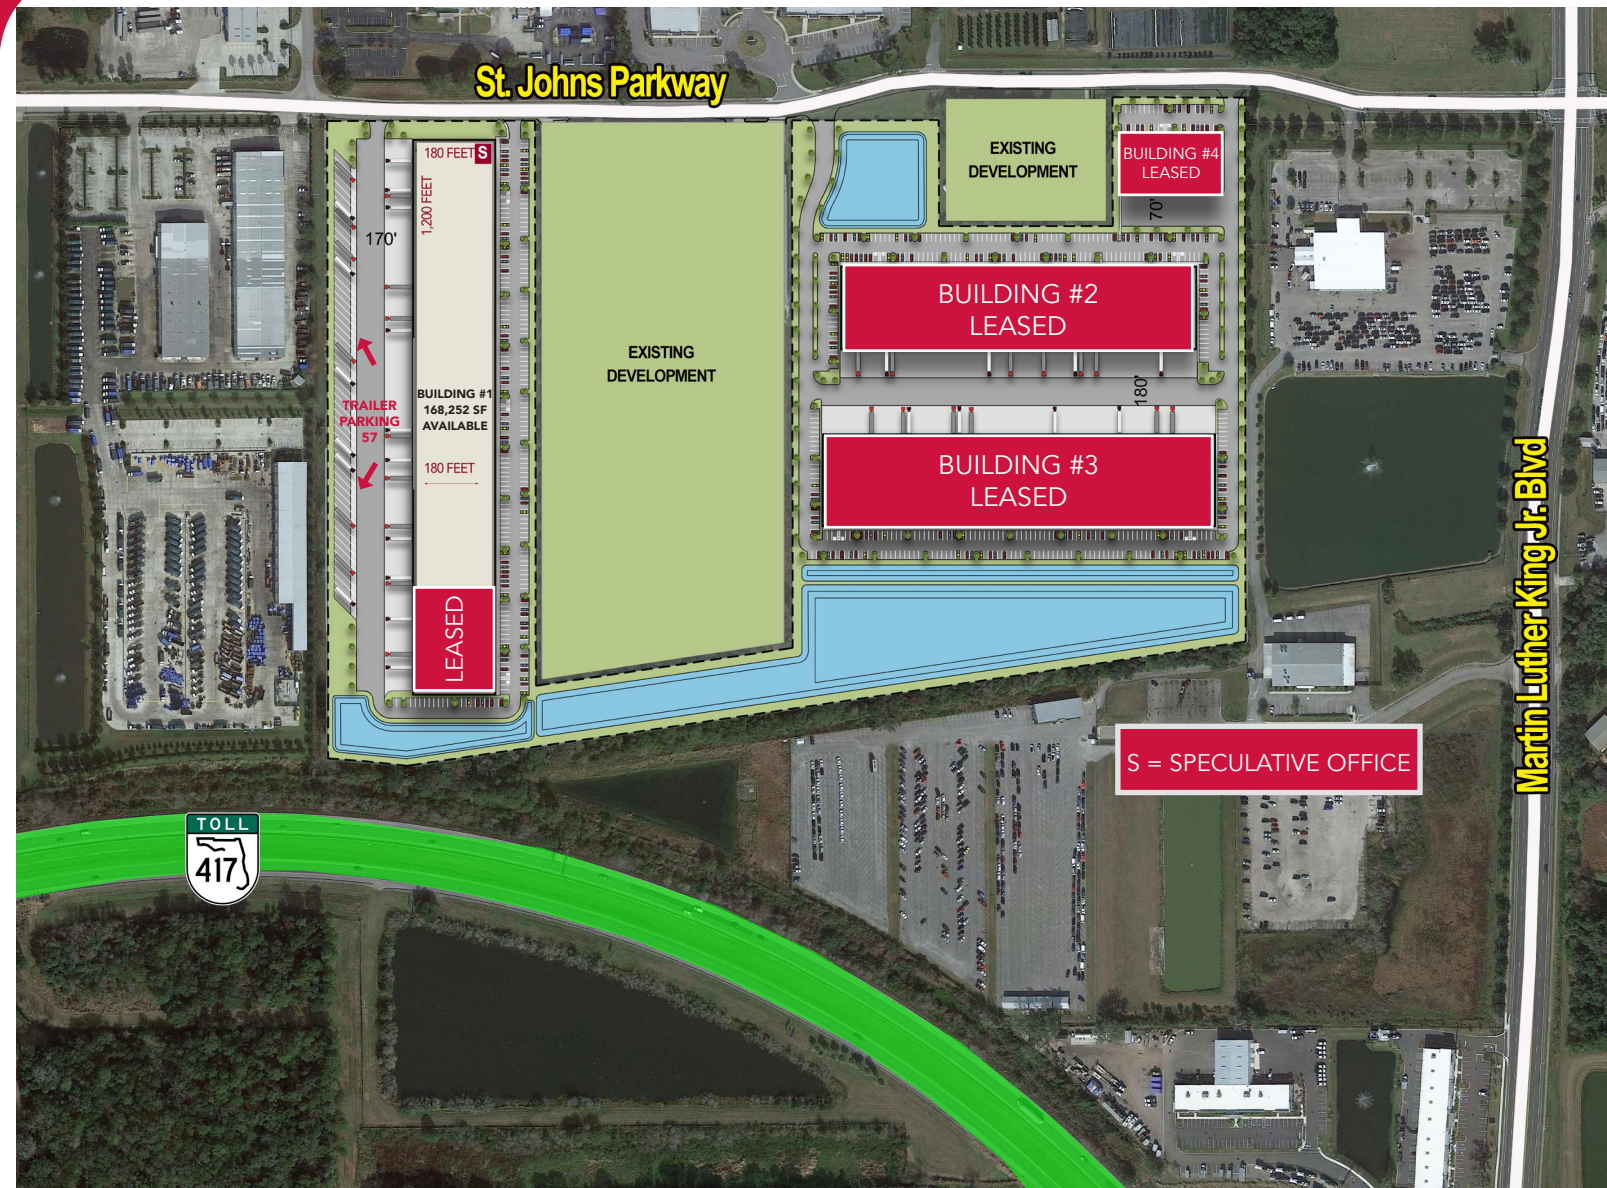 St. Johns Parkway
180 FEET S
1,200 FEET
170'
TRAILER
PARKING
57
BUILDING #1
168,252 SF
AVAILABLE
180 FEET
LEASED
EXISTING
DEVELOPMENT
EXISTING
DEVELOPMENT
BUILDING #4
LEASED
70'
BUILDING #2
LEASED
180'
BUILDING #3
LEASED
Martin Luther King Jr. Blvd
S = SPECULATIVE OFFICE
TOLL
417